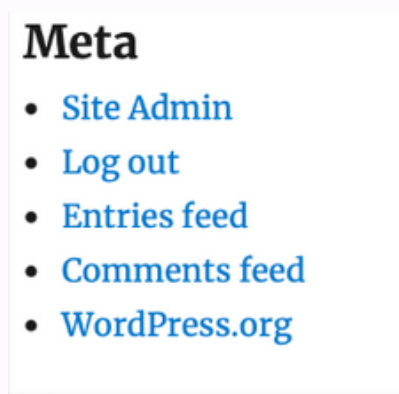 Meta
Site Admin
Log out
Entries feed
Comments feed
WordPress.org